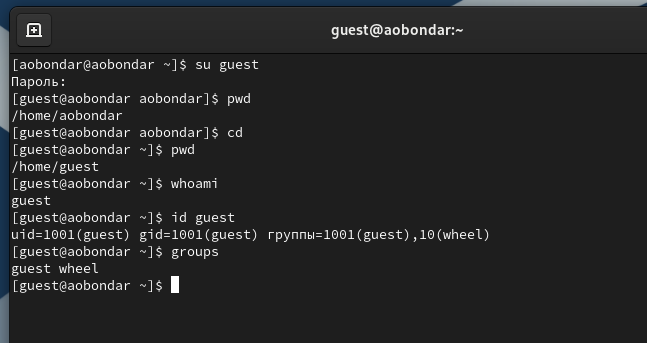 guest@aobondar:~
[aobondar@aobondar ~]$ su guest
Пароль:
[guest@aobondar aobondar]$ pwd
/home/aobondar
[guest@aobondar aobondar]$ cd
[guest@aobondar ~]$ pwd
/home/guest
[guest@aobondar ~]$ whoami
guest
[guest@aobondar ~]$ id guest
uid=1001(guest) gid=1001(guest) группы=1001(guest),10(wheel)
[guest@aobondar ~]$ groups
guest wheel
[guest@aobondar ~]$